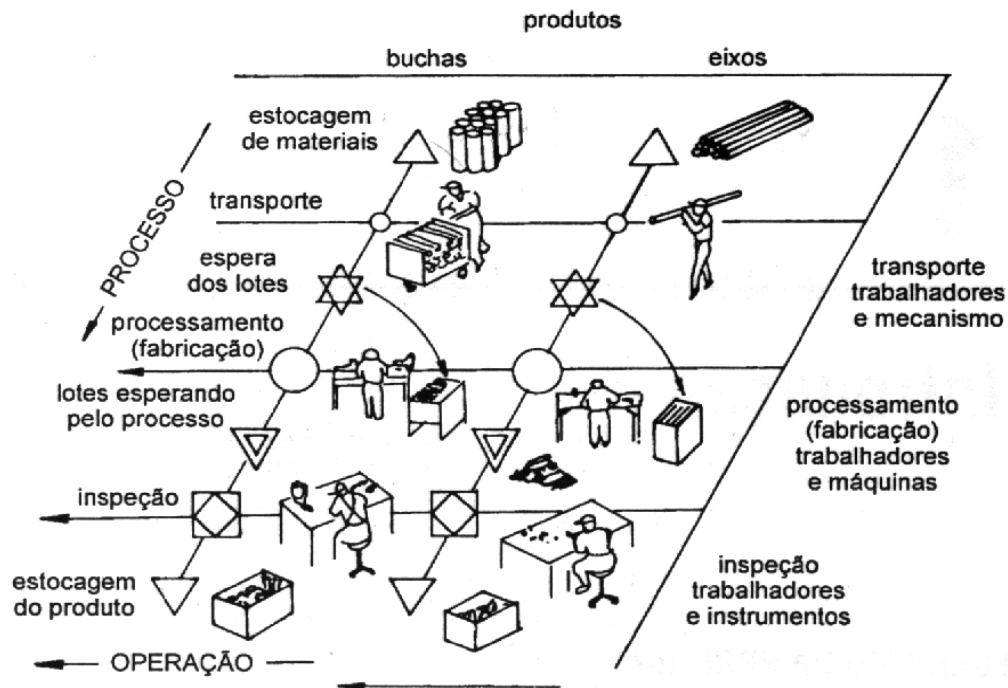 produtos
buchas
eixos
estocagem
de materiais
PROCESSO
transporte
espera
dos lotes
transporte
trabalhadores
e mecanismo
processamento
(fabricação)
lotes esperando
pelo processo
processamento
(fabricação)
trabalhadores
e máquinas
inspeção
estocagem
do produto
inspeção
trabalhadores
e instrumentos
OPERAÇÃO